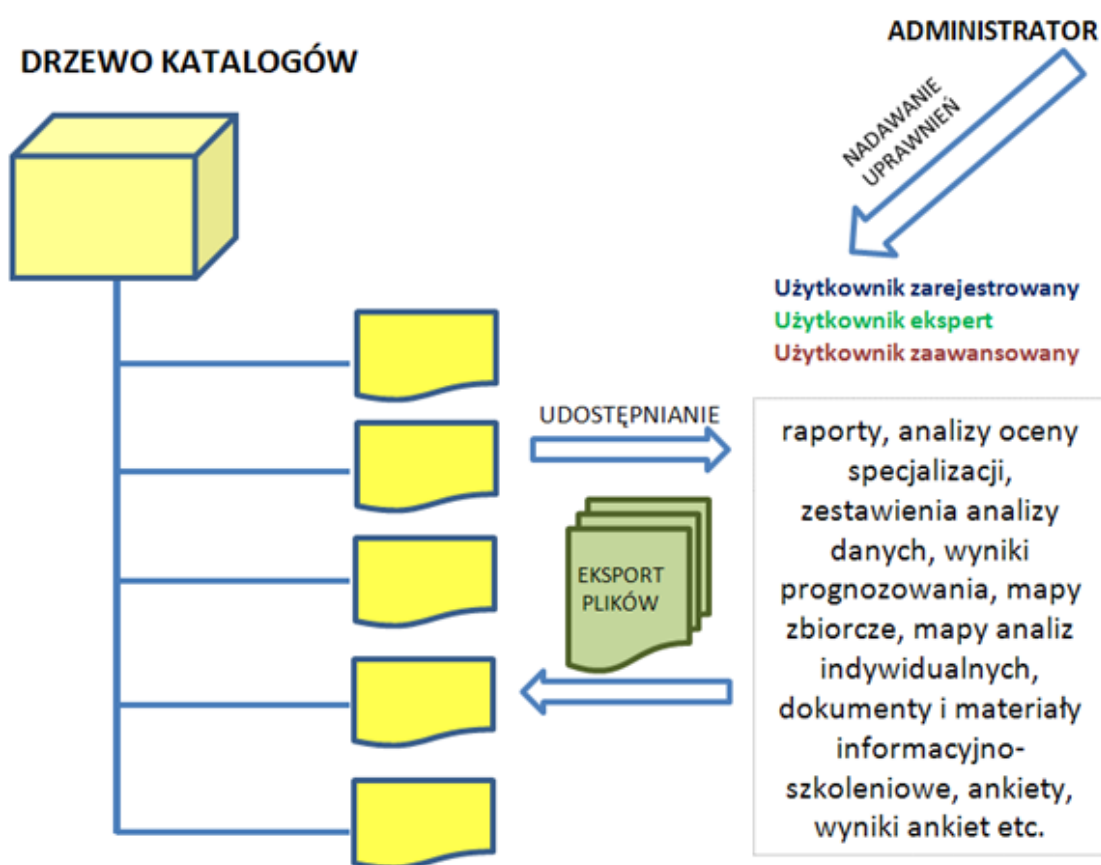 DRZEWO KATALOGÓW
ADMINISTRATOR
NADAWANIE
UPRAWNIEŃ
Użytkownik zarejestrowany
Użytkownik ekspert
Użytkownik zaawansowany
UDOSTĘPNIANIE
EKSPORT
PLIKÓW
raporty, analizy oceny
specjalizacji,
zestawienia analizy
danych, wyniki
prognozowania, mapy
zbiorcze, mapy analiz
indywidualnych,
dokumenty i materiały
informacyjno-
szkoleniowe, ankiety,
wyniki ankiet etc.